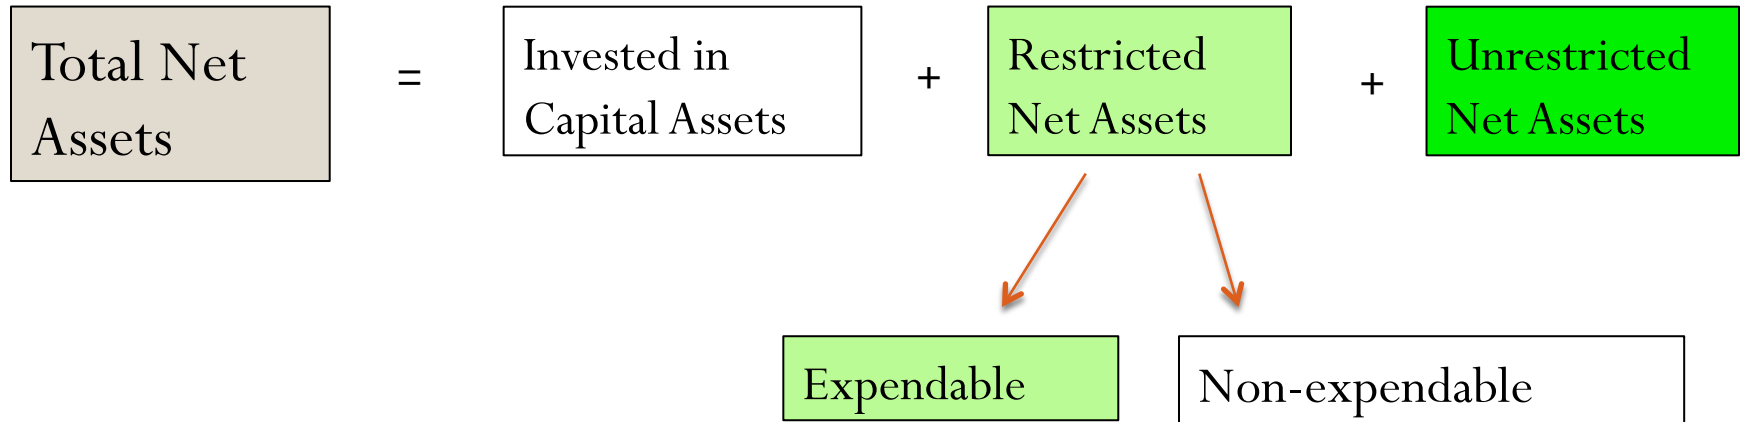 Total Net
Assets
=
Invested in
Capital Assets
+
Restricted
Net Assets
+
Unrestricted
Net Assets
Expendable
Non-expendable